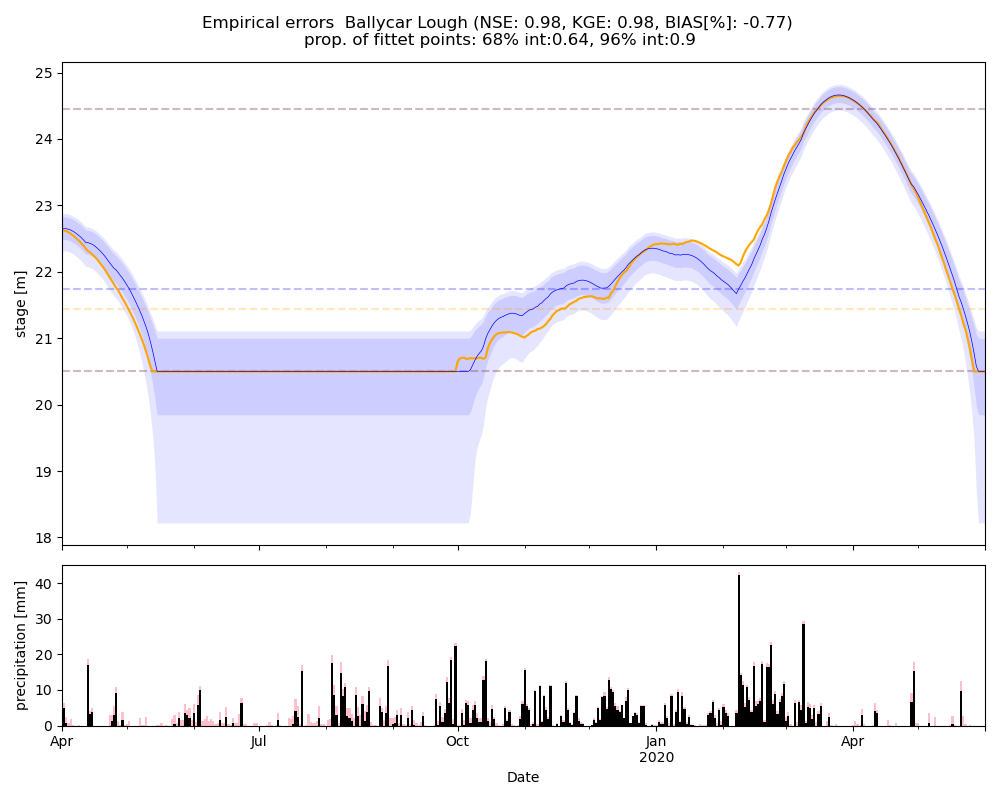 Empirical errors  Ballycar Lough (NSE: 0.98, KGE: 0.98, BIAS[%]: -0.77)
prop. of fittet points: 68% int:0.64, 96% int:0.9
25
24
23
22
21
20
19
18
stage [m]
40
30
20
10
0
precipitation [mm]
Apr Jul Oct Jan Apr
2020
Date